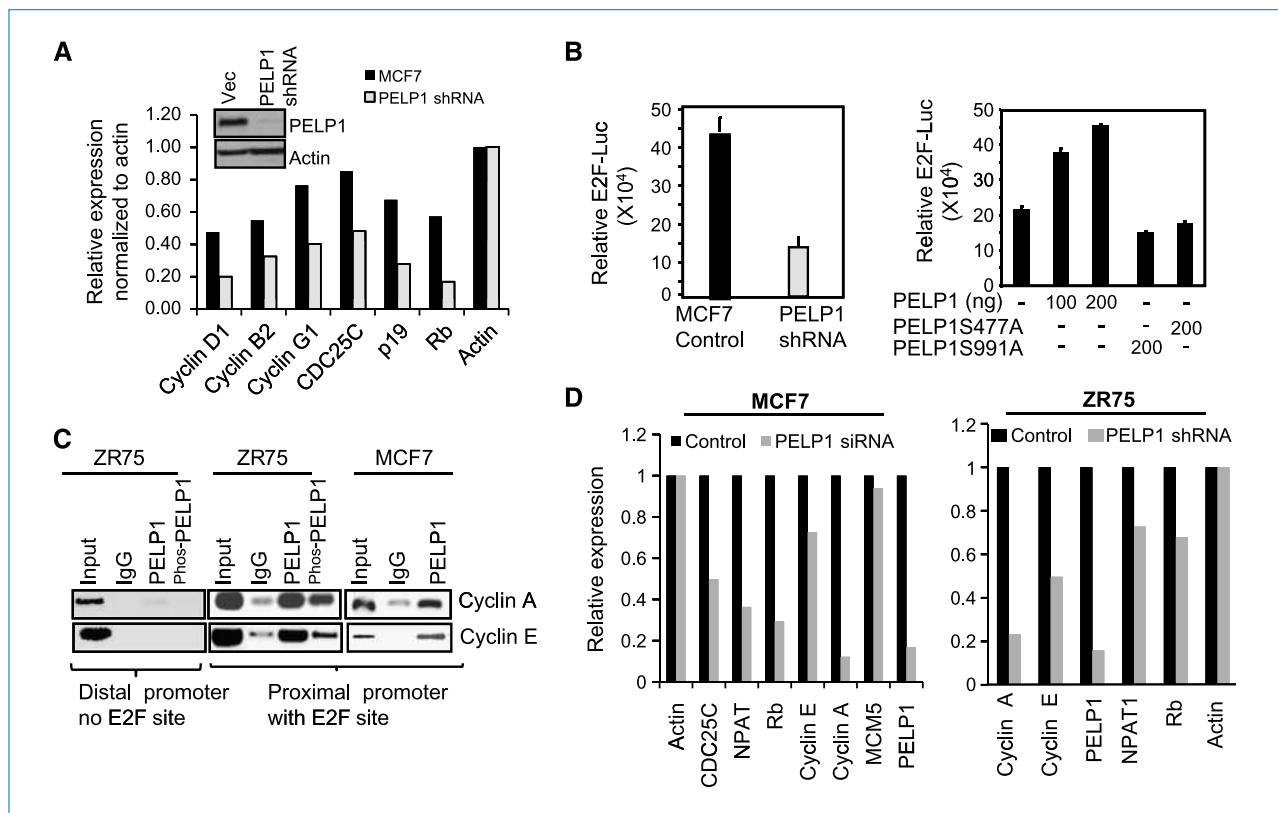 A
Vec
PELP1 shRNA
PELP1
Actin
MCF7
PELP1 shRNA
Relative expression
normalized to actin
1.20
1.00
0.80
0.60
0.40
0.20
0.00
Cyclin D1
Cyclin B2
Cyclin G1
CDC25C
p19
Rb
Actin
B
Relative E2F-Luc
(X10⁴)
50
40
30
20
10
0
MCF7
Control
PELP1
shRNA
Relative E2F-Luc
(X10⁴)
50
40
30
20
10
0
PELP1 (ng) - 100 200 - -
PELP1S477A - - - - 200
PELP1S991A - - - 200 -
C
ZR75
ZR75
MCF7
Input
IgG
PELP1
Phos-PELP1
Input
IgG
PELP1
Phos-PELP1
Input
IgG
PELP1
Cyclin A
Cyclin E
Distal promoter
no E2F site
Proximal promoter
with E2F site
D
MCF7
Control
PELP1 siRNA
Relative expression
1.2
1
0.8
0.6
0.4
0.2
0
Actin
CDC25C
NPAT
Rb
Cyclin E
Cyclin A
MCM5
PELP1
ZR75
Control
PELP1 shRNA
1.2
1
0.8
0.6
0.4
0.2
0
Cyclin A
Cyclin E
PELP1
NPAT1
Rb
Actin